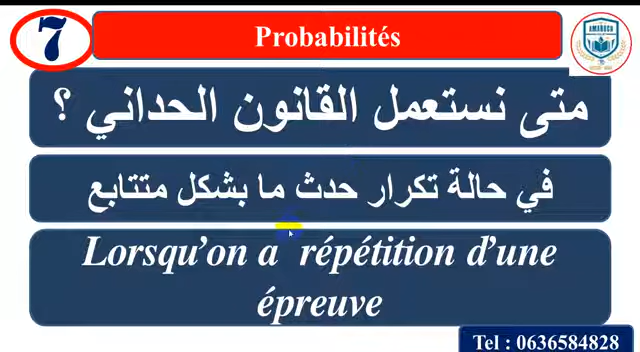 7
Probabilités
AMAROCH
متى نستعمل القانون الحداني ؟
في حالة تكرار حدث ما بشكل متتابع
Lorsqu'on a répétition d'une
épreuve
Tel : 0636584828